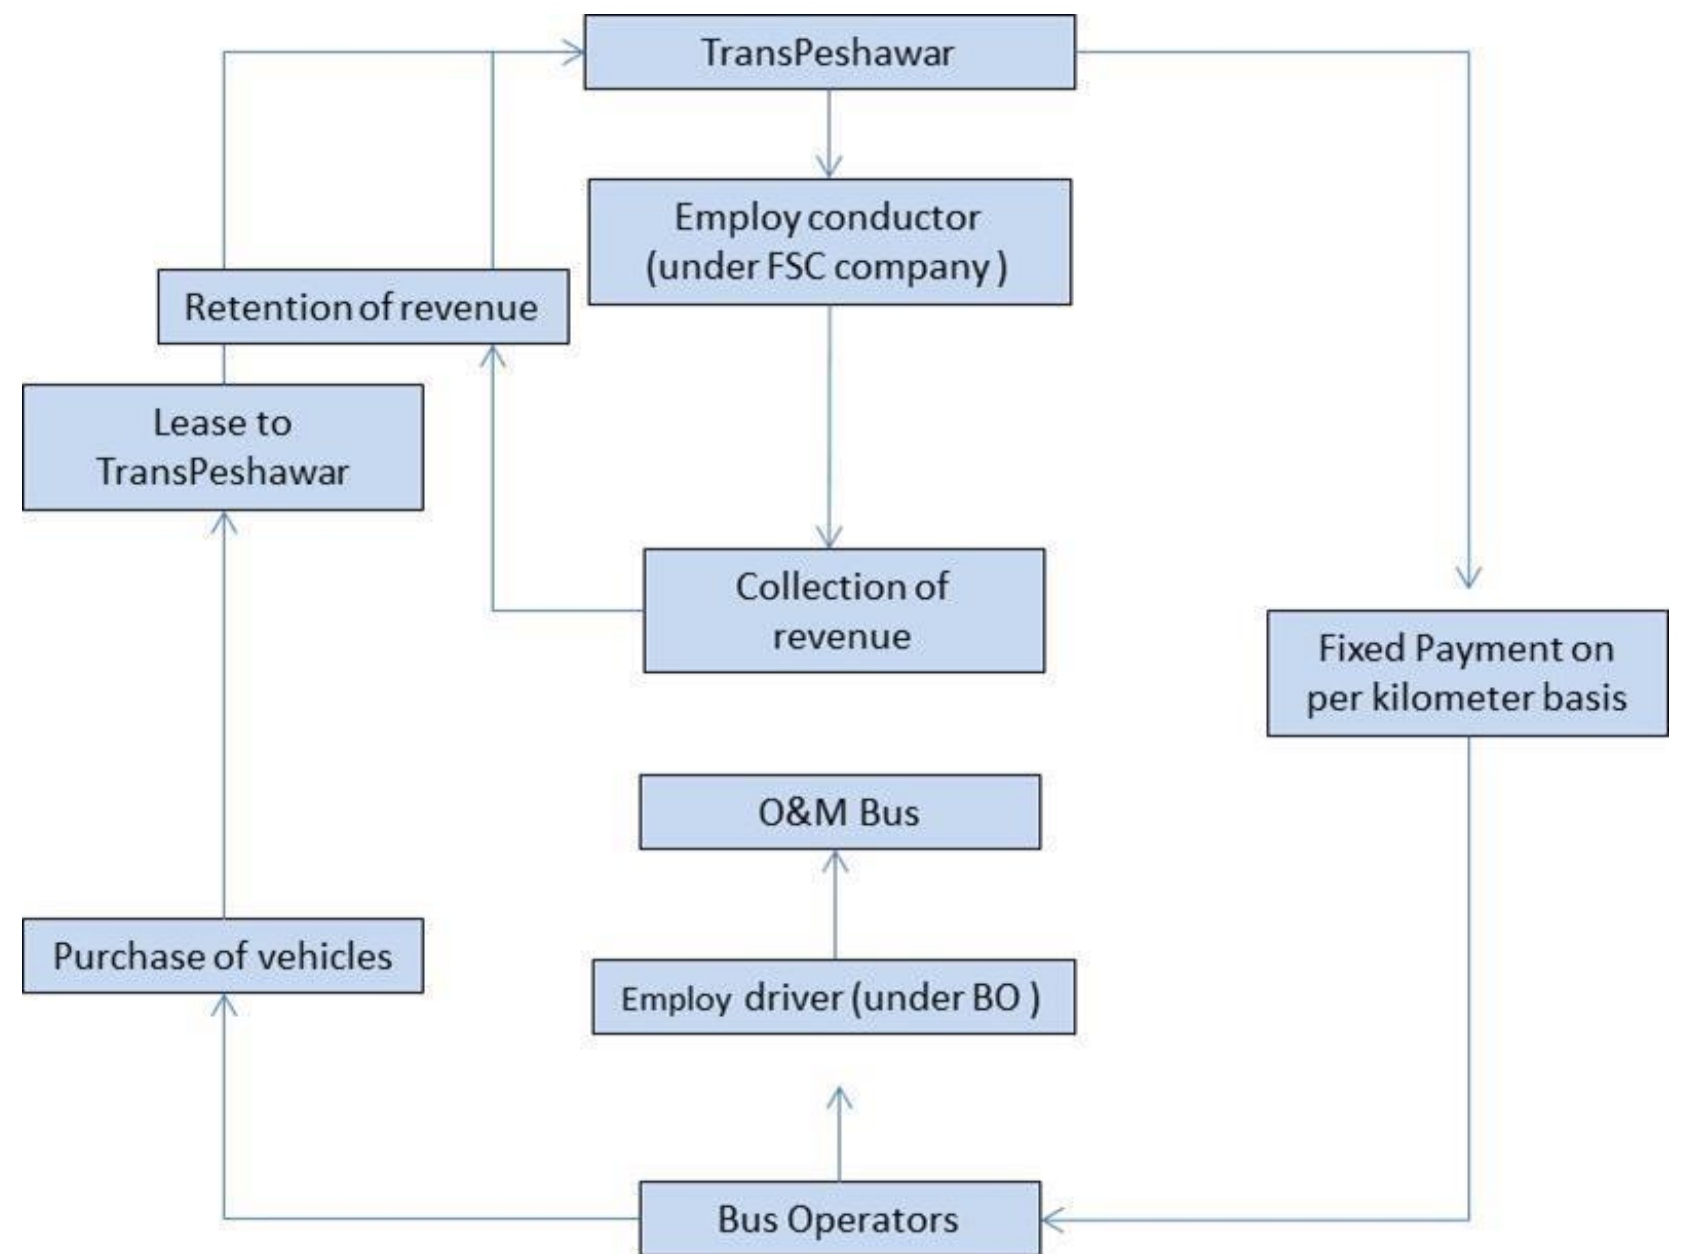 TransPeshawar
Employ conductor
(under FSC company )
Retention of revenue
Lease to
TransPeshawar
Collection of
revenue
Fixed Payment on
per kilometer basis
O&M Bus
Purchase of vehicles
Employ driver (under BO )
Bus Operators